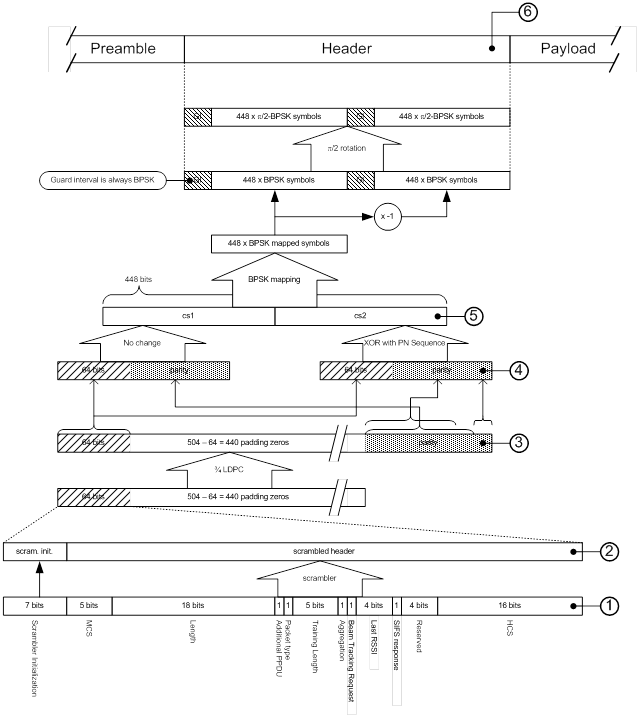 6
Preamble
Header
Payload
GI
448 x π/2-BPSK symbols
GI
448 x π/2-BPSK symbols
π/2 rotation
Guard interval is always BPSK
GI
448 x BPSK symbols
GI
448 x BPSK symbols
x -1
448 x BPSK mapped symbols
448 bits
BPSK mapping
cs1
cs2
5
No change
XOR with PN Sequence
64 bits
parity
64 bits
parity
4
64 bits
504 – 64 = 440 padding zeros
parity
3
¾ LDPC
64 bits
504 – 64 = 440 padding zeros
scram. init.
scrambled header
2
scrambler
7 bits
5 bits
18 bits
1
1
5 bits
1
1
4 bits
1
4 bits
16 bits
1
Scrambler Initialization
MCS
Length
Additional PPDU
Packet type
Training Length
Aggregation
Beam Tracking Request
Last RSSI
SIFS response
Reserved
HCS